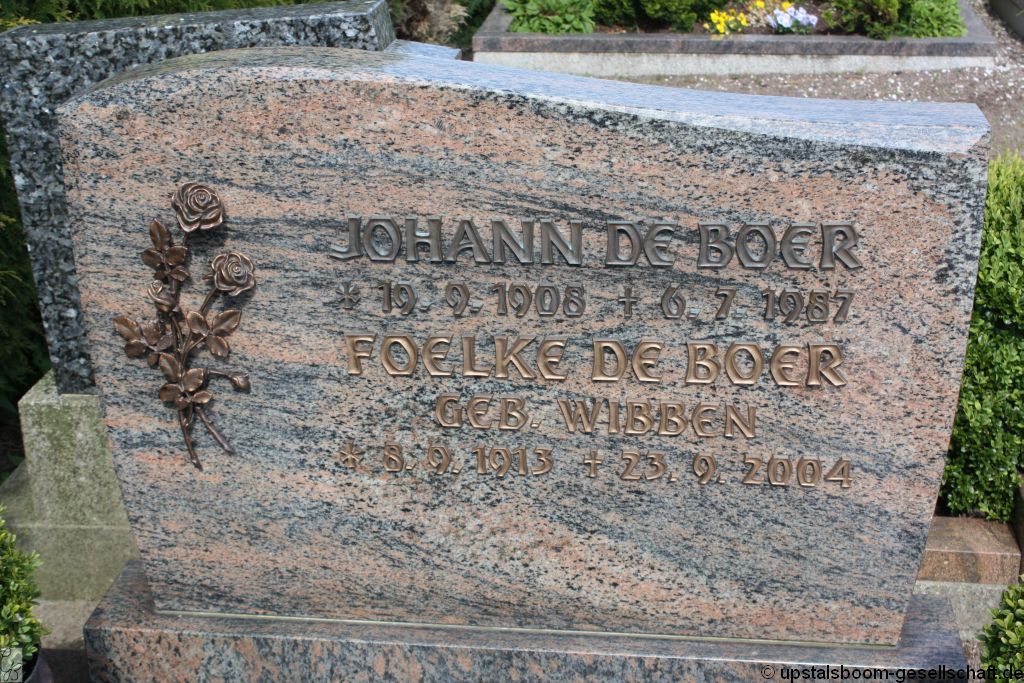 JOHANN DE BOER
* 19. 9. 1908 † 6. 7. 1987
FOELKE DE BOER
GEB. WIBBEN
* 8. 9. 1913 † 23. 9. 2004
© upstalsboom-gesellschaft.de